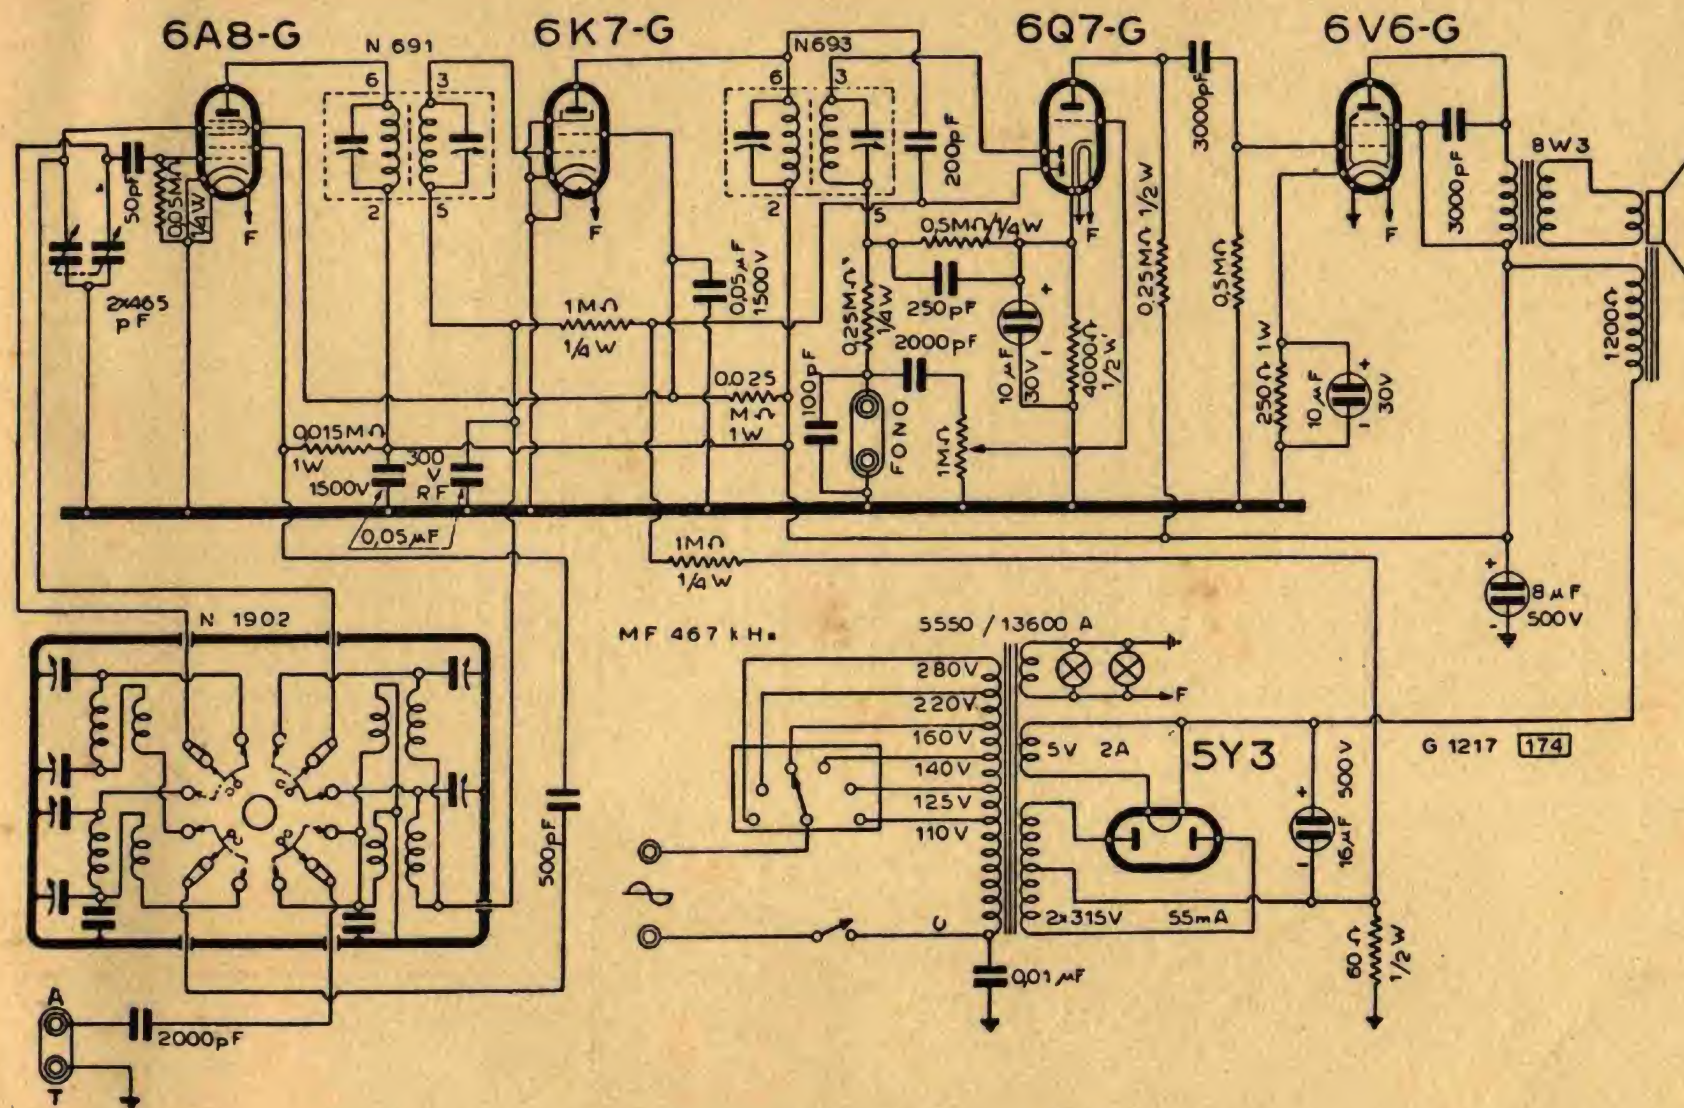 6A8-G
6K7-G
6Q7-G
6V6-G
N 691
N693
6
3
6
3
2
5
2
5
50pF
0,05MΩ
1/4W
F
2x465
pF
F
0,05µF
1500V
200pF
F
3000pF
0,25MΩ 1/2W
0,5MΩ
F
3000pF
8W3
1200Ω
0,5MΩ 1/4W
250pF
0,25MΩ
1/4W
2000pF
10µF
30V
+
-
4000Ω
1/2W
1MΩ
1/4W
0.025
MΩ
1W
100pF
FONO
1MΩ
250Ω 1W
10µF
30V
+
-
0,015MΩ
1W
1500V
300
V
RF
0,05µF
1MΩ
1/4W
+
8µF
500V
-
N 1902
MF 467 kHz
5550 / 13600 A
280V
220V
160V
140V
125V
110V
F
5V 2A
5Y3
G 1217 174
2x315V
55mA
+
16µF 500V
-
500pF
0
0,01µF
60Ω
1/2W
A
2000pF
T